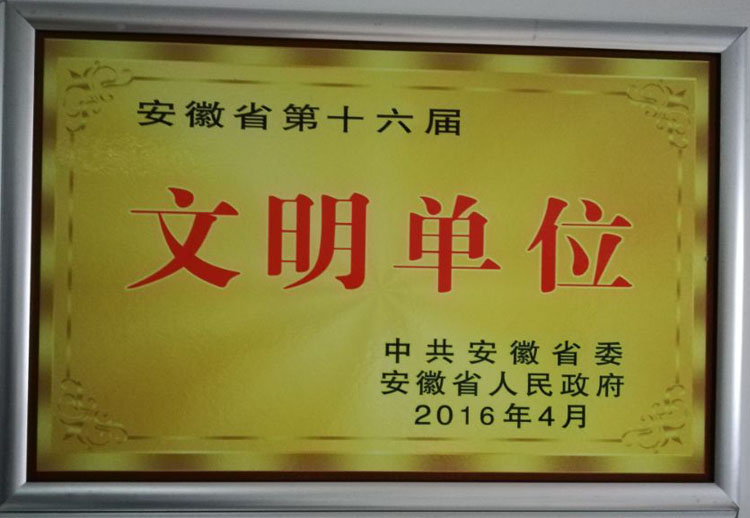 安徽省第十六届
文明单位
中共安徽省委
安徽省人民政府
2016年4月